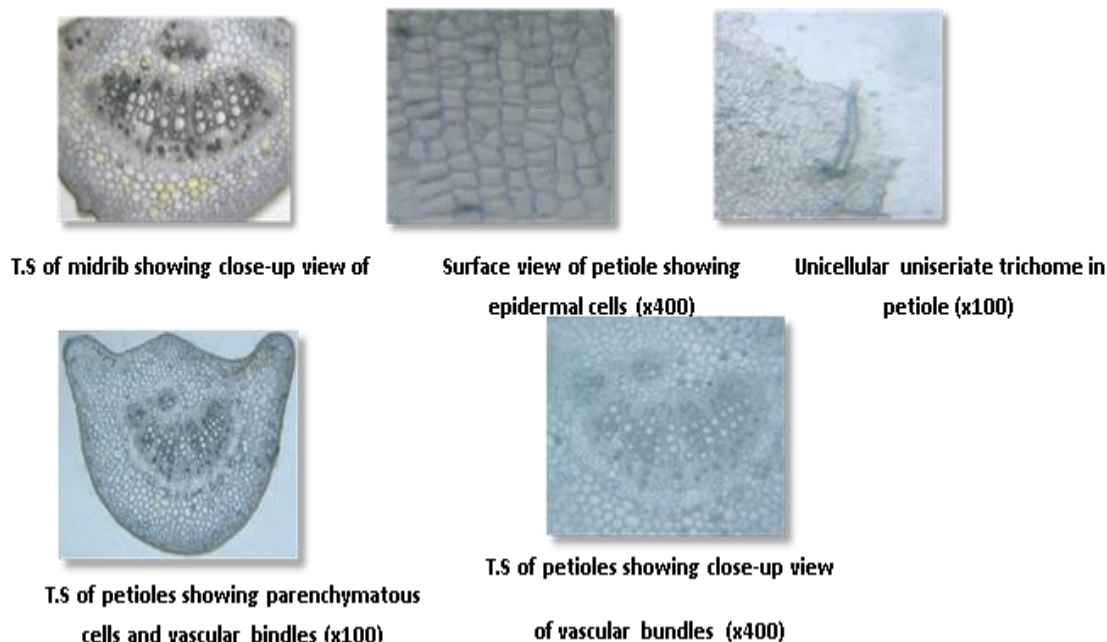 T.S of midrib showing close-up view of
Surface view of petiole showing
epidermal cells (x400)
Unicellular uniseriate trichome in
petiole (x100)
T.S of petioles showing parenchymatous
cells and vascular bindles (x100)
T.S of petioles showing close-up view
of vascular bundles (x400)